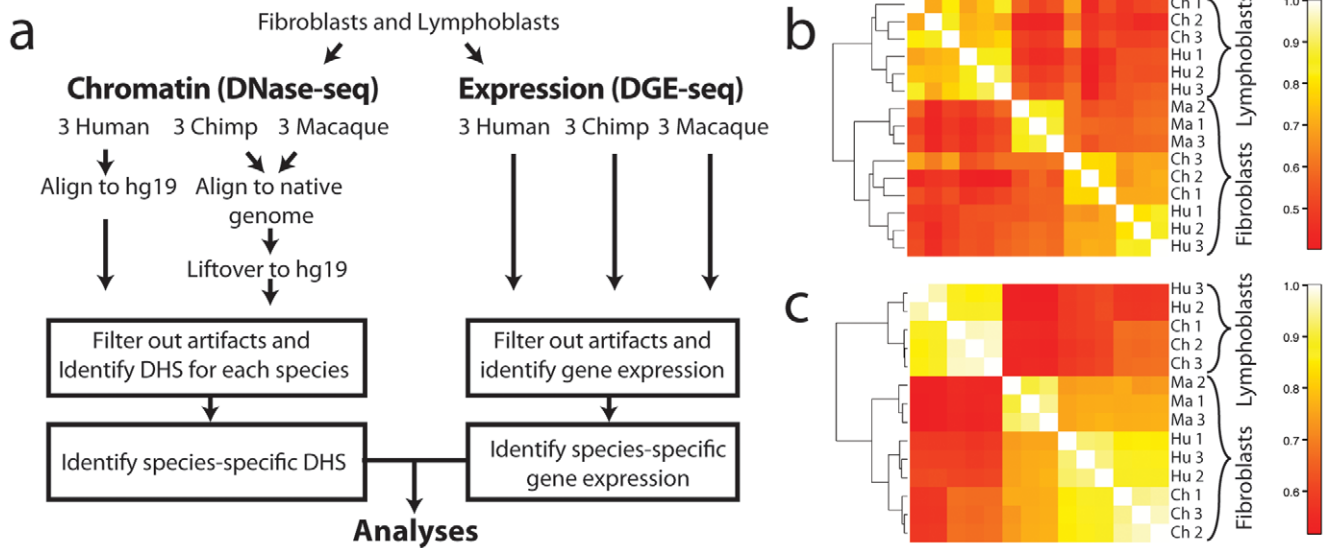 a
Fibroblasts and Lymphoblasts
Chromatin (DNase-seq)
Expression (DGE-seq)
3 Human 3 Chimp 3 Macaque
3 Human 3 Chimp 3 Macaque
Align to hg19
Align to native
genome
Liftover to hg19
Filter out artifacts and
Identify DHS for each species
Filter out artifacts and
identify gene expression
Identify species-specific DHS
Identify species-specific
gene expression
Analyses
b
Ch 1
Ch 2
Ch 3
Hu 1
Hu 2
Hu 3
Ma 2
Ma 1
Ma 3
Ch 3
Ch 2
Ch 1
Hu 1
Hu 2
Hu 3
Lymphoblasts
Fibroblasts
1.0
0.9
0.8
0.7
0.6
0.5
c
Hu 3
Hu 2
Ch 1
Ch 2
Ch 3
Ma 2
Ma 1
Ma 3
Hu 1
Hu 3
Hu 2
Ch 1
Ch 3
Ch 2
Lymphoblasts
Fibroblasts
1.0
0.9
0.8
0.7
0.6